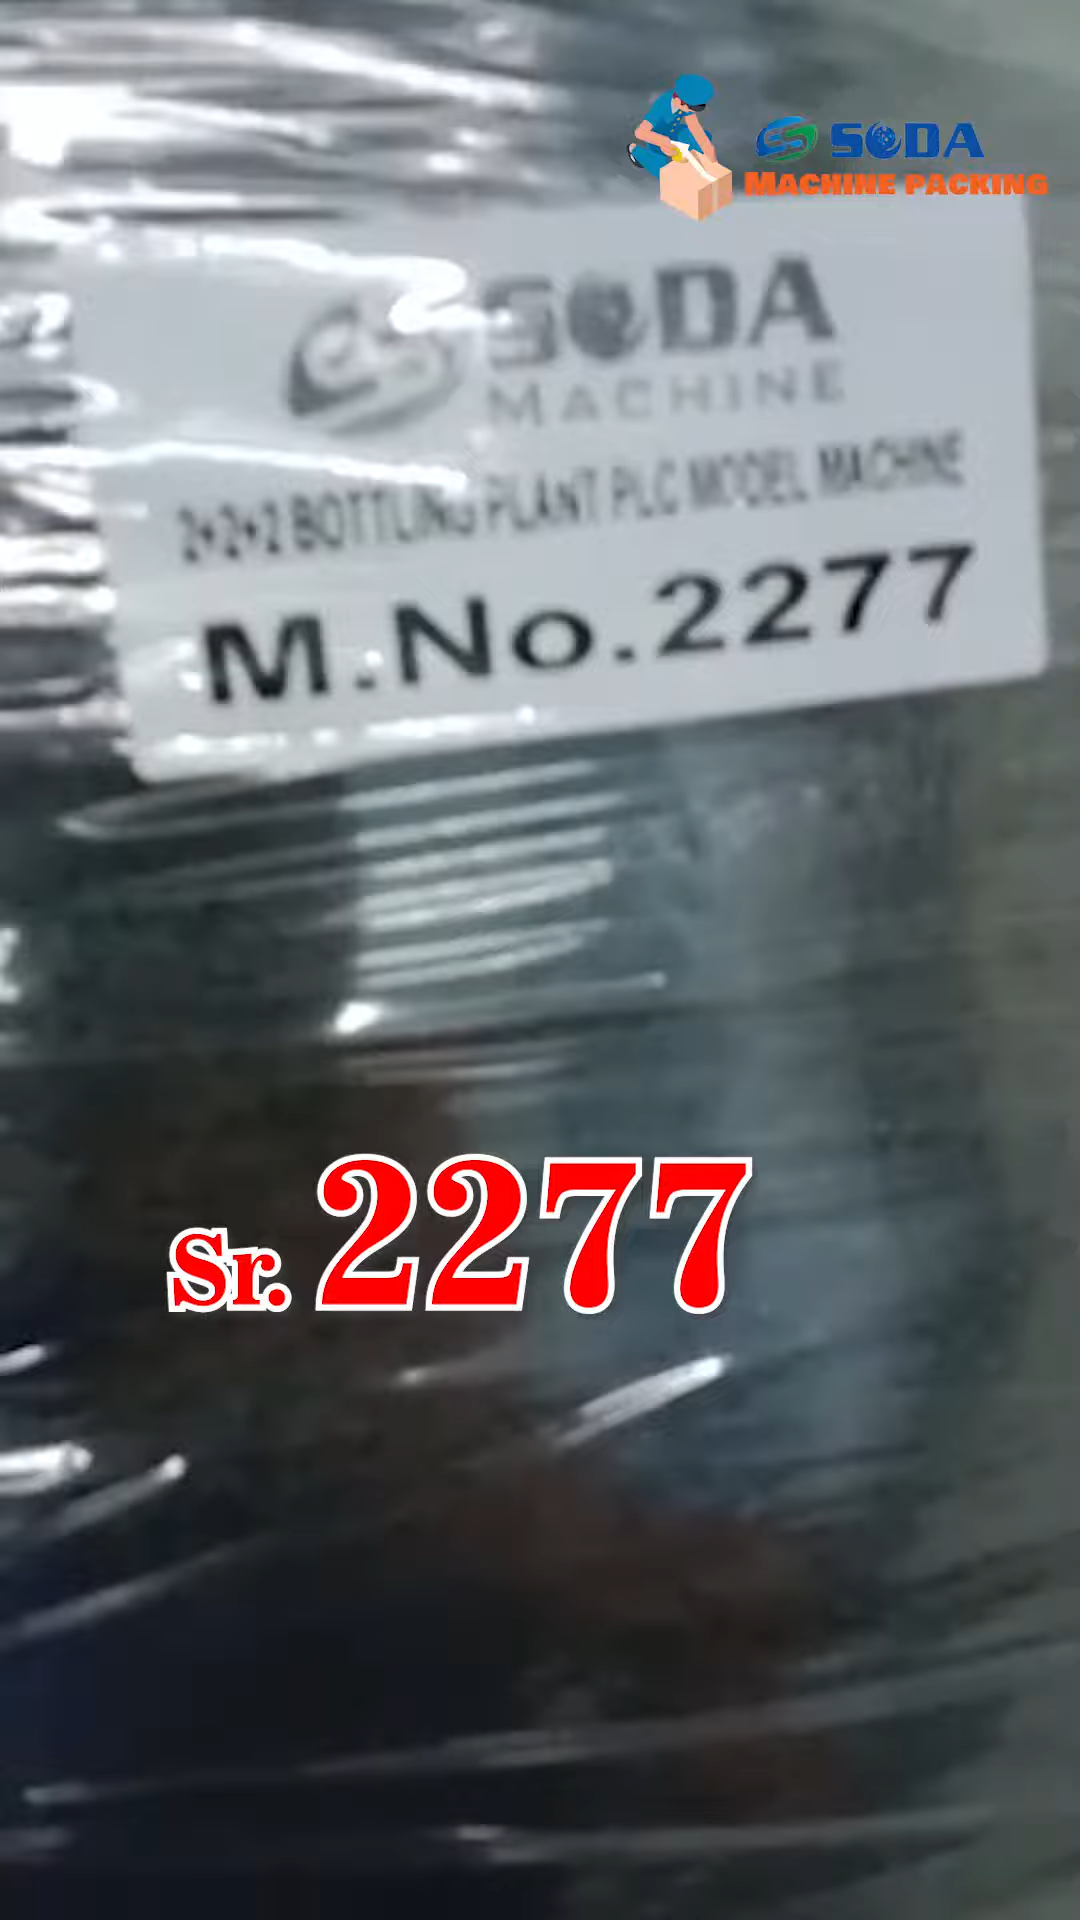 SODA
MACHINE PACKING
SODA
MACHINE
2+2+2 BOTTLING PLANT PLC MODEL MACHINE
M.No.2277
Sr. 2277